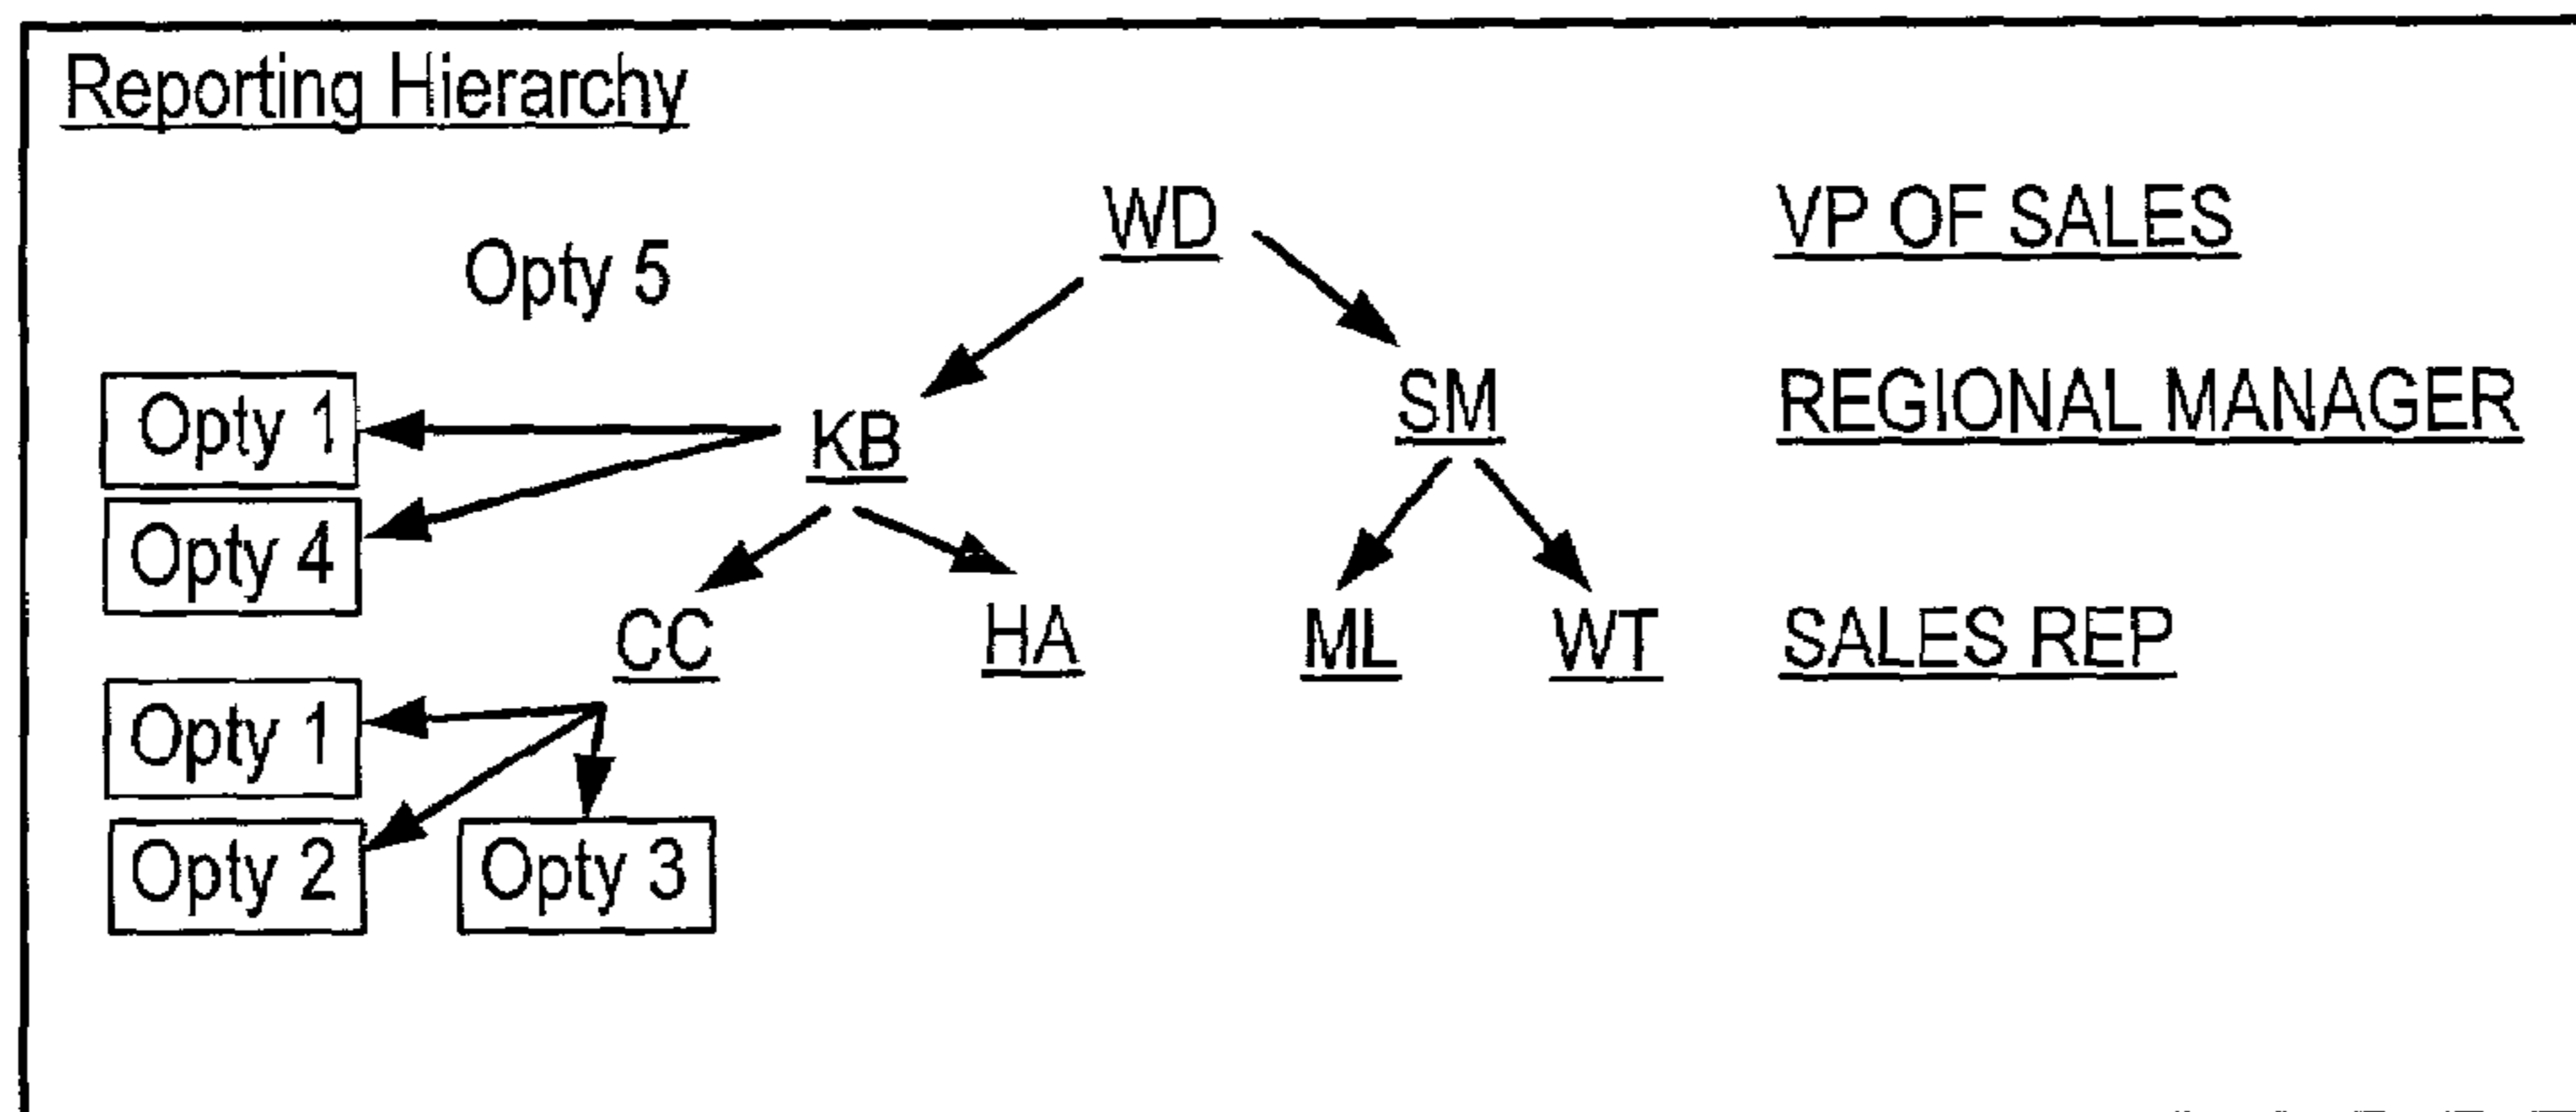 Reporting Hierarchy
WD VP OF SALES
Opty 5
SM REGIONAL MANAGER
Opty 1 KB
Opty 4
CC HA ML WT SALES REP
Opty 1
Opty 2 Opty 3